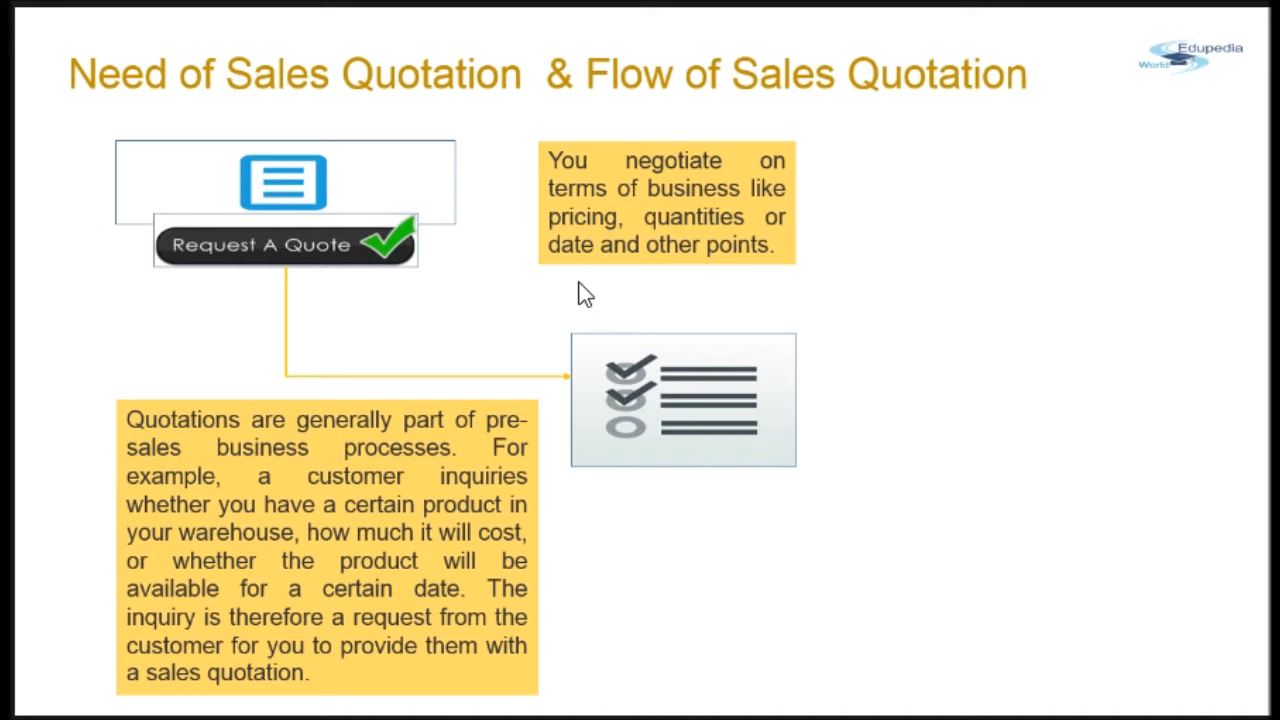 Need of Sales Quotation & Flow of Sales Quotation
Edupedia
World
Request A Quote
You negotiate on
terms of business like
pricing, quantities or
date and other points.
Quotations are generally part of pre-
sales business processes. For
example, a customer inquiries
whether you have a certain product in
your warehouse, how much it will cost,
or whether the product will be
available for a certain date. The
inquiry is therefore a request from the
customer for you to provide them with
a sales quotation.